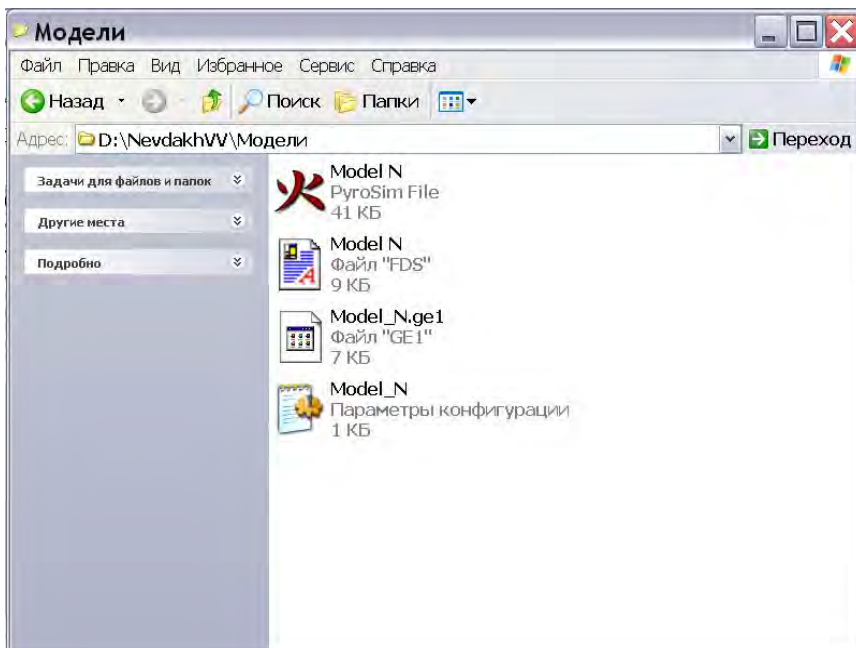 Модели
Файл Правка Вид Избранное Сервис Справка
Назад Поиск Папки
Адрес: D:\NevdakhVV\Модели Переход
Задачи для файлов и папок
Другие места
Подробно
Model N
PyroSim File
41 КБ
Model N
Файл "FDS"
9 КБ
Model_N.ge1
Файл "GE1"
7 КБ
Model_N
Параметры конфигурации
1 КБ